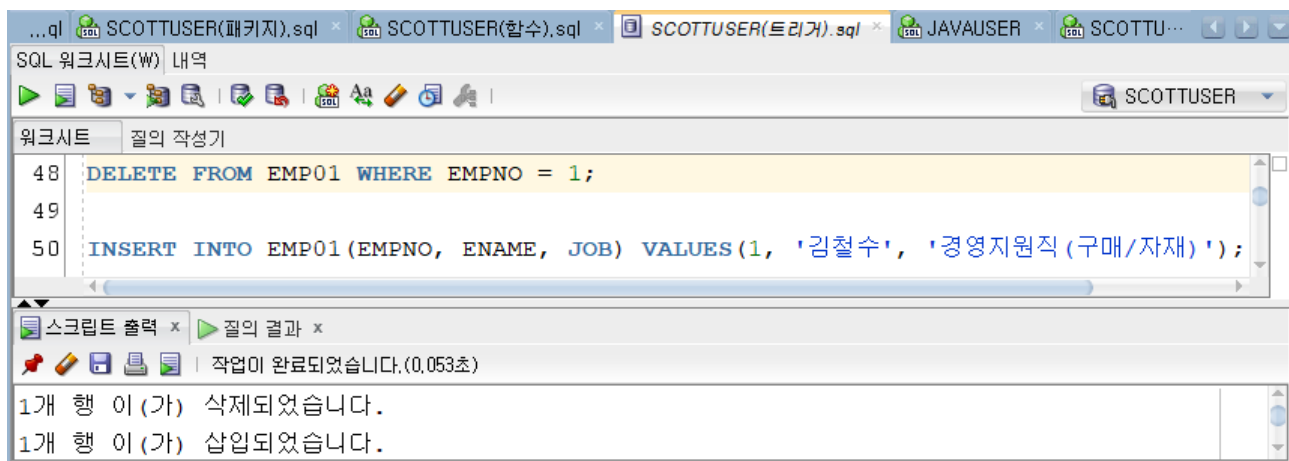 ...ql SCOTTUSER(패키지).sql SCOTTUSER(함수).sql SCOTTUSER(트리거).sql JAVAUSER SCOTTU...
SQL 워크시트(W) 내역
SCOTTUSER
워크시트 질의 작성기
48 DELETE FROM EMP01 WHERE EMPNO = 1;
49
50 INSERT INTO EMP01(EMPNO, ENAME, JOB) VALUES(1, '김철수', '경영지원직(구매/자재)');
스크립트 출력 x 질의 결과 x
작업이 완료되었습니다.(0.053초)
1개 행 이(가) 삭제되었습니다.
1개 행 이(가) 삽입되었습니다.